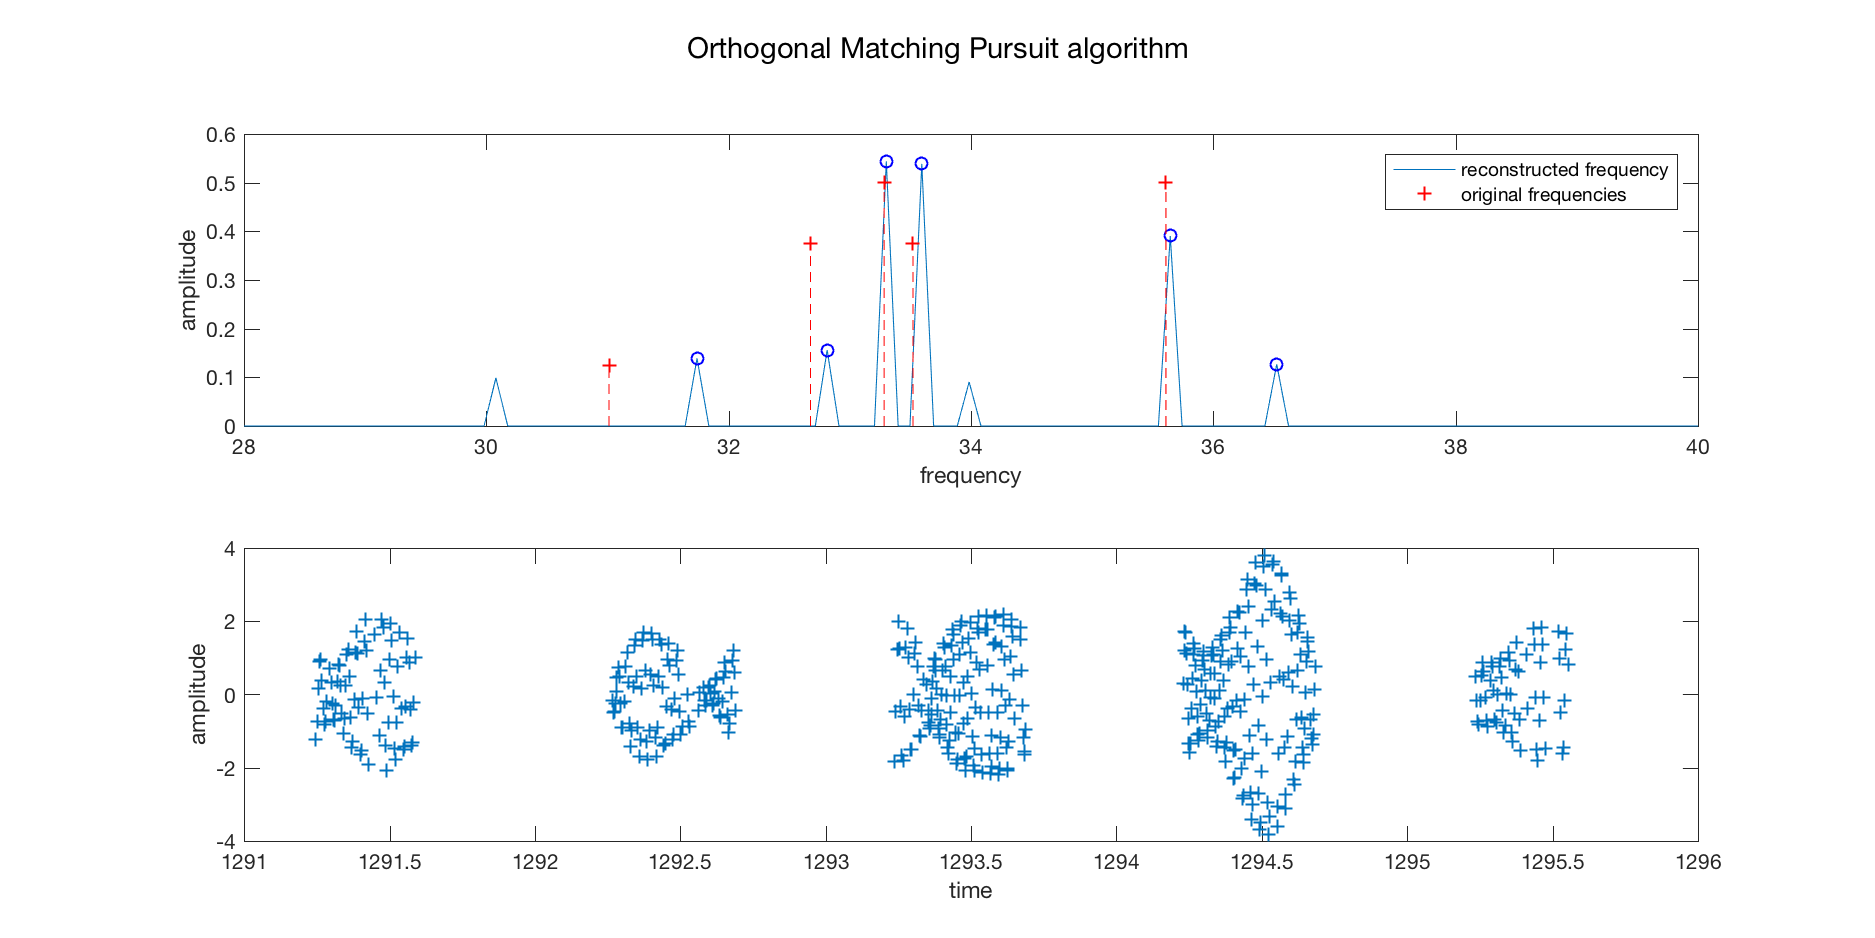 Orthogonal Matching Pursuit algorithm
0.6
0.5
0.4
0.3
0.2
0.1
0
amplitude
reconstructed frequency
original frequencies
28 30 32 34 36 38 40
frequency
4
2
0
-2
-4
amplitude
1291 1291.5 1292 1292.5 1293 1293.5 1294 1294.5 1295 1295.5 1296
time